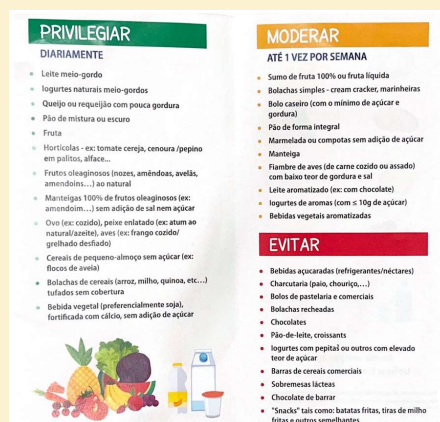 PRIVILEGIAR
DIARIAMENTE
• Leite meio-gordo
• Iogurtes naturais meio-gordos
• Queijo ou requeijão com pouca gordura
• Pão de mistura ou escuro
• Fruta
• Hortícolas - ex: tomate cereja, cenoura /pepino
em palitos, alface...
• Frutos oleaginosos (nozes, amêndoas, avelãs,
amendoins...) ao natural
• Manteigas 100% de frutos oleaginosos (ex:
amendoim...) sem adição de sal nem açúcar
• Ovo (ex: cozido), peixe enlatado (ex: atum ao
natural/azeite), aves (ex: frango cozido/
grelhado desfiado)
• Cereais de pequeno-almoço sem açúcar (ex:
flocos de aveia)
• Bolachas de cereais (arroz, milho, quinoa, etc...)
tufados sem cobertura
• Bebida vegetal (preferencialmente soja),
fortificada com cálcio, sem adição de açúcar
MODERAR
ATÉ 1 VEZ POR SEMANA
• Sumo de fruta 100% ou fruta líquida
• Bolachas simples - cream cracker, marinheiras
• Bolo caseiro (com o mínimo de açúcar e
gordura)
• Pão de forma integral
• Marmelada ou compotas sem adição de açúcar
• Manteiga
• Fiambre de aves (de carne cozido ou assado)
com baixo teor de gordura e sal
• Leite aromatizado (ex: com chocolate)
• Iogurtes de aromas (com ≤ 10g de açúcar)
• Bebidas vegetais aromatizadas
EVITAR
• Bebidas açucaradas (refrigerantes/néctares)
• Charcutaria (paio, chouriço,...)
• Bolos de pastelaria e comerciais
• Bolachas recheadas
• Chocolates
• Pão-de-leite, croissants
• Iogurtes com pepitas ou outros com elevado
teor de açúcar
• Barras de cereais comerciais
• Sobremesas lácteas
• Chocolate de barrar
• "Snacks" tais como: batatas fritas, tiras de milho
fritas e outros semelhantes